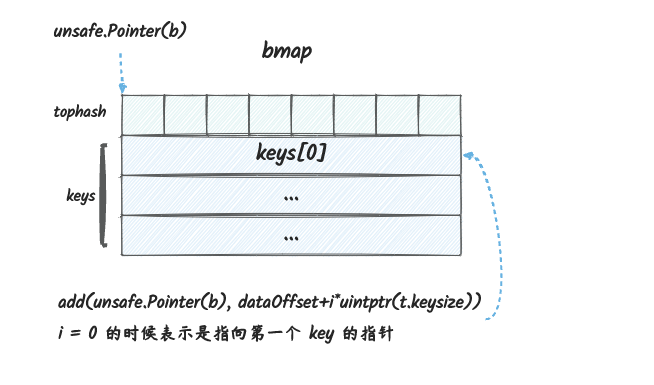 unsafe.Pointer(b)
bmap
tophash
keys[0]
...
keys
...
add(unsafe.Pointer(b), dataOffset+i*uintptr(t.keysize))
i = 0 的时候表示是指向第一个 key 的指针